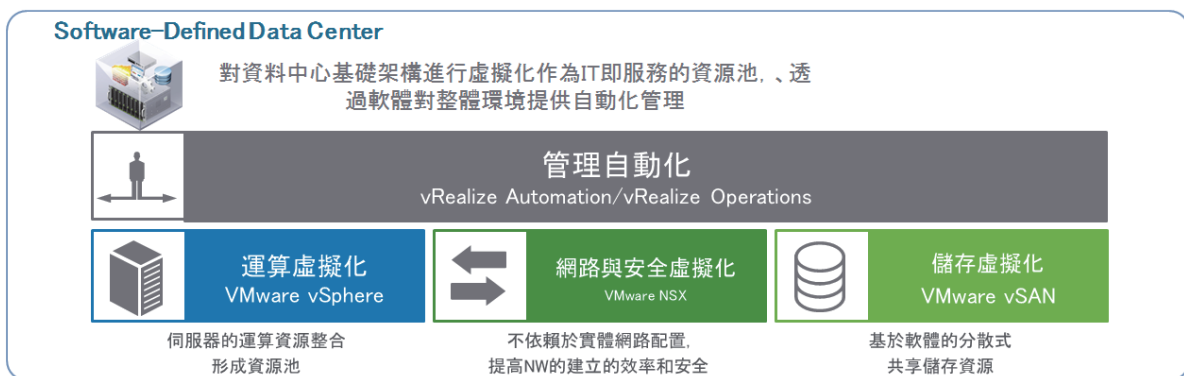 Software-Defined Data Center
對資料中心基礎架構進行虛擬化作為IT即服務的資源池,、透
過軟體對整體環境提供自動化管理
管理自動化
vRealize Automation/vRealize Operations
運算虛擬化
VMware vSphere
網路與安全虛擬化
VMware NSX
儲存虛擬化
VMware vSAN
伺服器的運算資源整合
形成資源池
不依賴於實體網路配置,
提高NW的建立的效率和安全
基於軟體的分散式
共享儲存資源